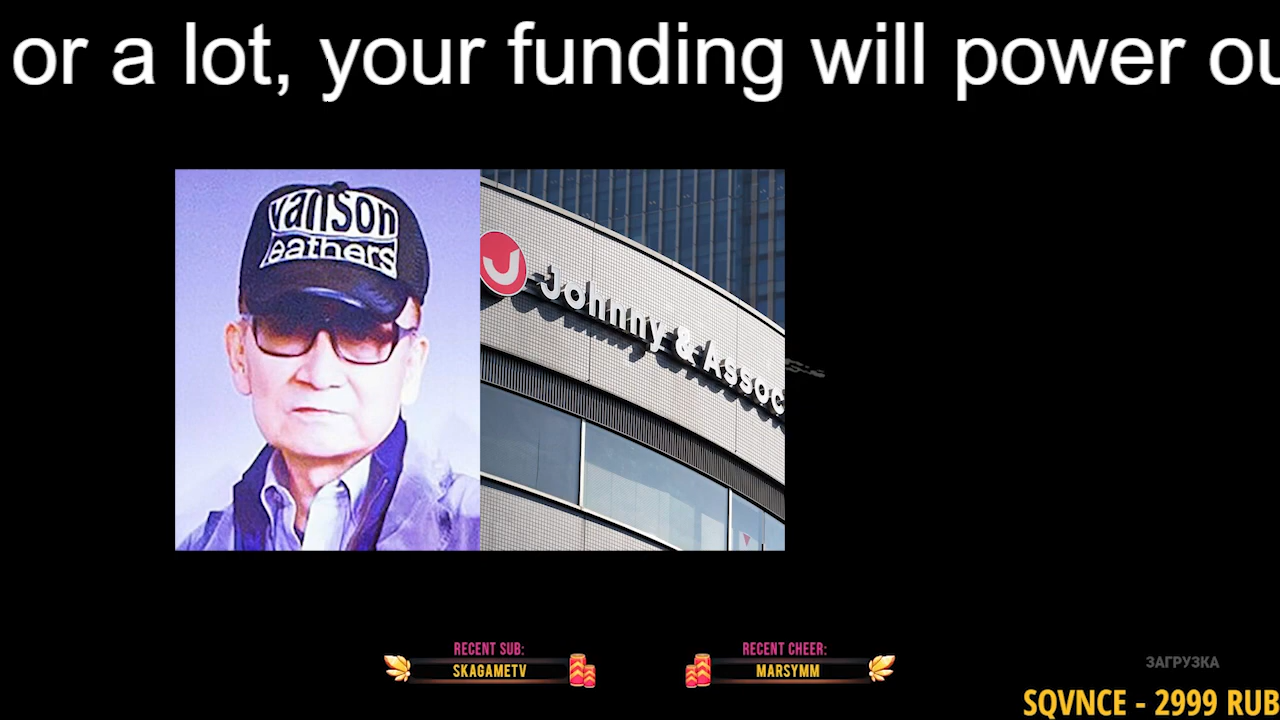 or a lot, your funding will power ou
vanson
leathers
J Johnny & Assoc
RECENT SUB:
SKAGAMETV
RECENT CHEER:
MARSYMM
ЗАГРУЗКА
SQVNCE - 2999 RUB